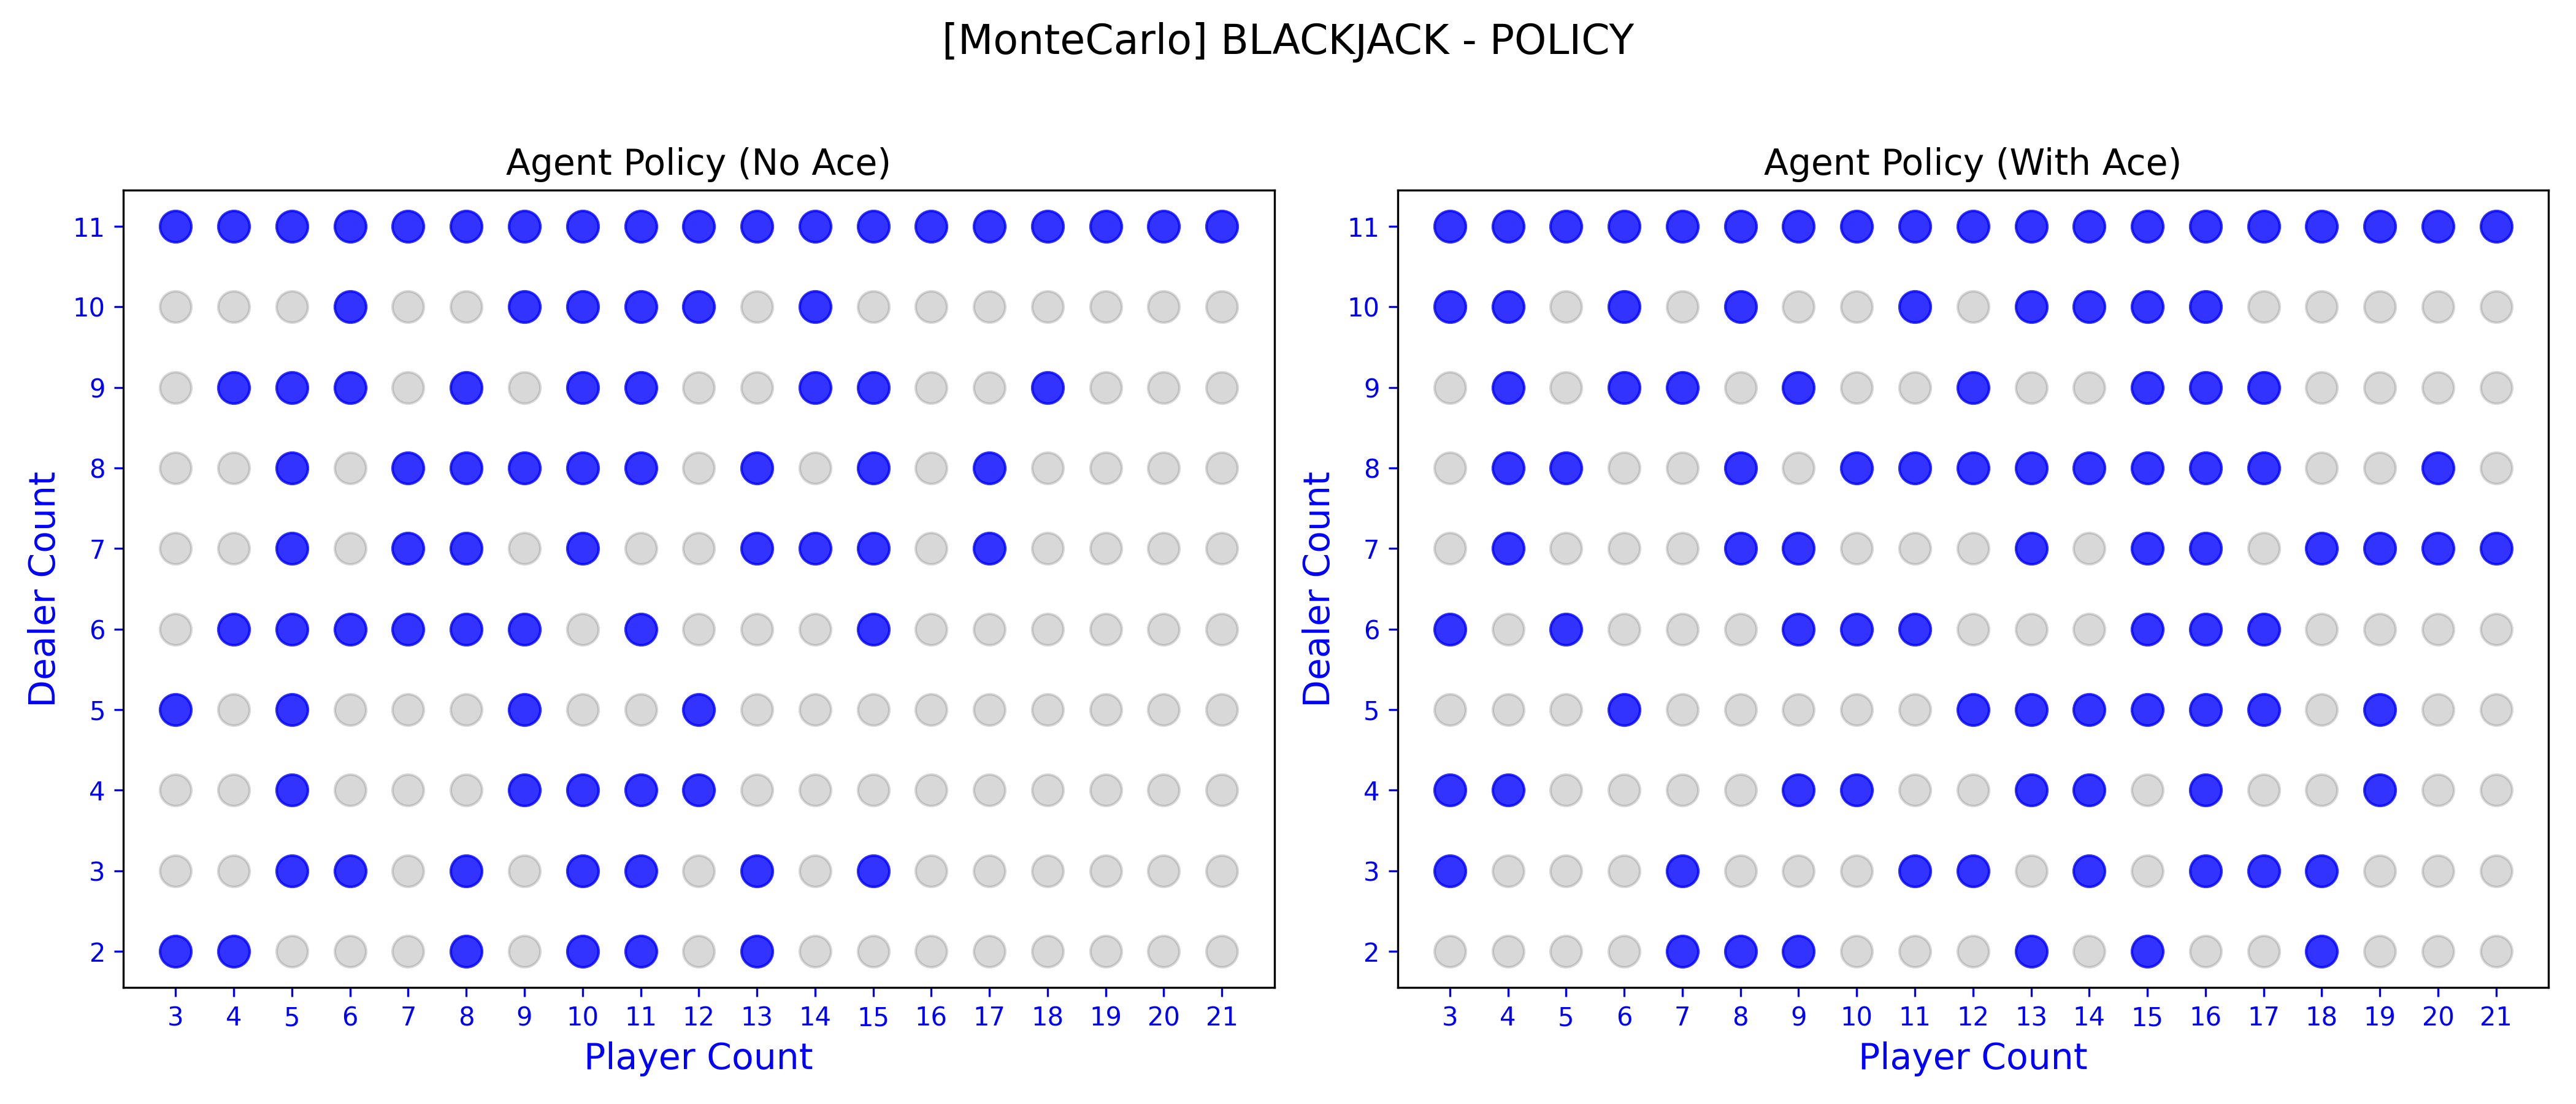 [MonteCarlo] BLACKJACK - POLICY
Agent Policy (No Ace)
Dealer Count
11
10
9
8
7
6
5
4
3
2
3 4 5 6 7 8 9 10 11 12 13 14 15 16 17 18 19 20 21
Player Count
Agent Policy (With Ace)
Dealer Count
11
10
9
8
7
6
5
4
3
2
3 4 5 6 7 8 9 10 11 12 13 14 15 16 17 18 19 20 21
Player Count